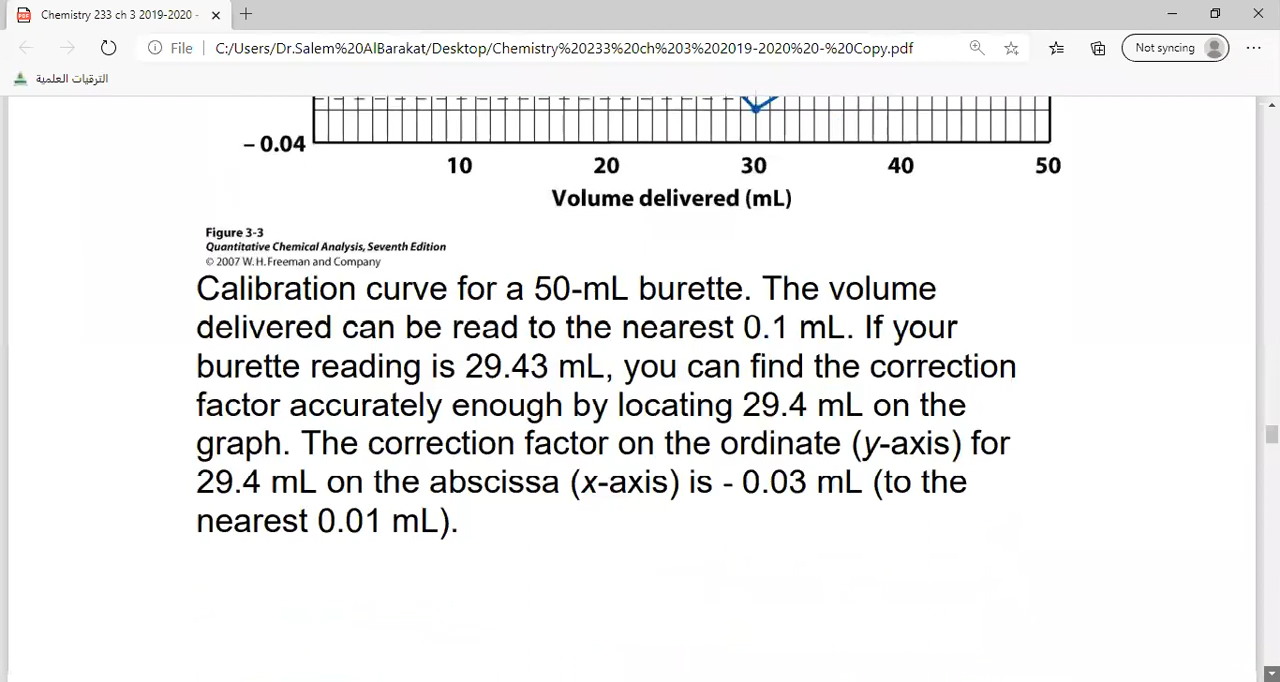 Chemistry 233 ch 3 2019-2020 -
File
C:/Users/Dr.Salem%20AlBarakat/Desktop/Chemistry%20233%20ch%203%202019-2020%20-%20Copy.pdf
Not syncing
الترقيات العلمية
– 0.04
10 20 30 40 50
Volume delivered (mL)
Figure 3-3
Quantitative Chemical Analysis, Seventh Edition
© 2007 W. H. Freeman and Company
Calibration curve for a 50-mL burette. The volume
delivered can be read to the nearest 0.1 mL. If your
burette reading is 29.43 mL, you can find the correction
factor accurately enough by locating 29.4 mL on the
graph. The correction factor on the ordinate (y-axis) for
29.4 mL on the abscissa (x-axis) is - 0.03 mL (to the
nearest 0.01 mL).